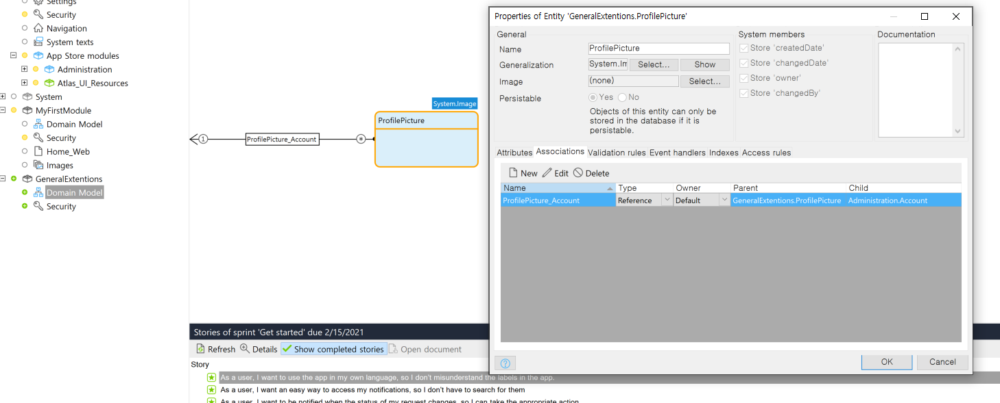 Settings
Security
Navigation
System texts
App Store modules
Administration
Atlas_UI_Resources
System
MyFirstModule
Domain Model
Security
Home_Web
Images
GeneralExtentions
Domain Model
Security
1
ProfilePicture_Account
*
System.Image
ProfilePicture
Properties of Entity 'GeneralExtentions.ProfilePicture'
General
Name
ProfilePicture
Generalization
System.Im
Select...
Show
Image
(none)
Select...
Persistable
Yes
No
Objects of this entity can only be
stored in the database if it is
persistable.
System members
Store 'createdDate'
Store 'changedDate'
Store 'owner'
Store 'changedBy'
Documentation
Attributes Associations Validation rules Event handlers Indexes Access rules
New Edit Delete
Name Type Owner Parent Child
ProfilePicture_Account Reference Default GeneralExtentions.ProfilePicture Administration.Account
?
OK
Cancel
Stories of sprint 'Get started' due 2/15/2021
Refresh Details Show completed stories Open document
Story
As a user, I want to use the app in my own language, so I don't misunderstand the labels in the app.
As a user, I want an easy way to access my notifications, so I don't have to search for them
As a user, I want to be notified when the status of my request changes, so I can take the appropriate action